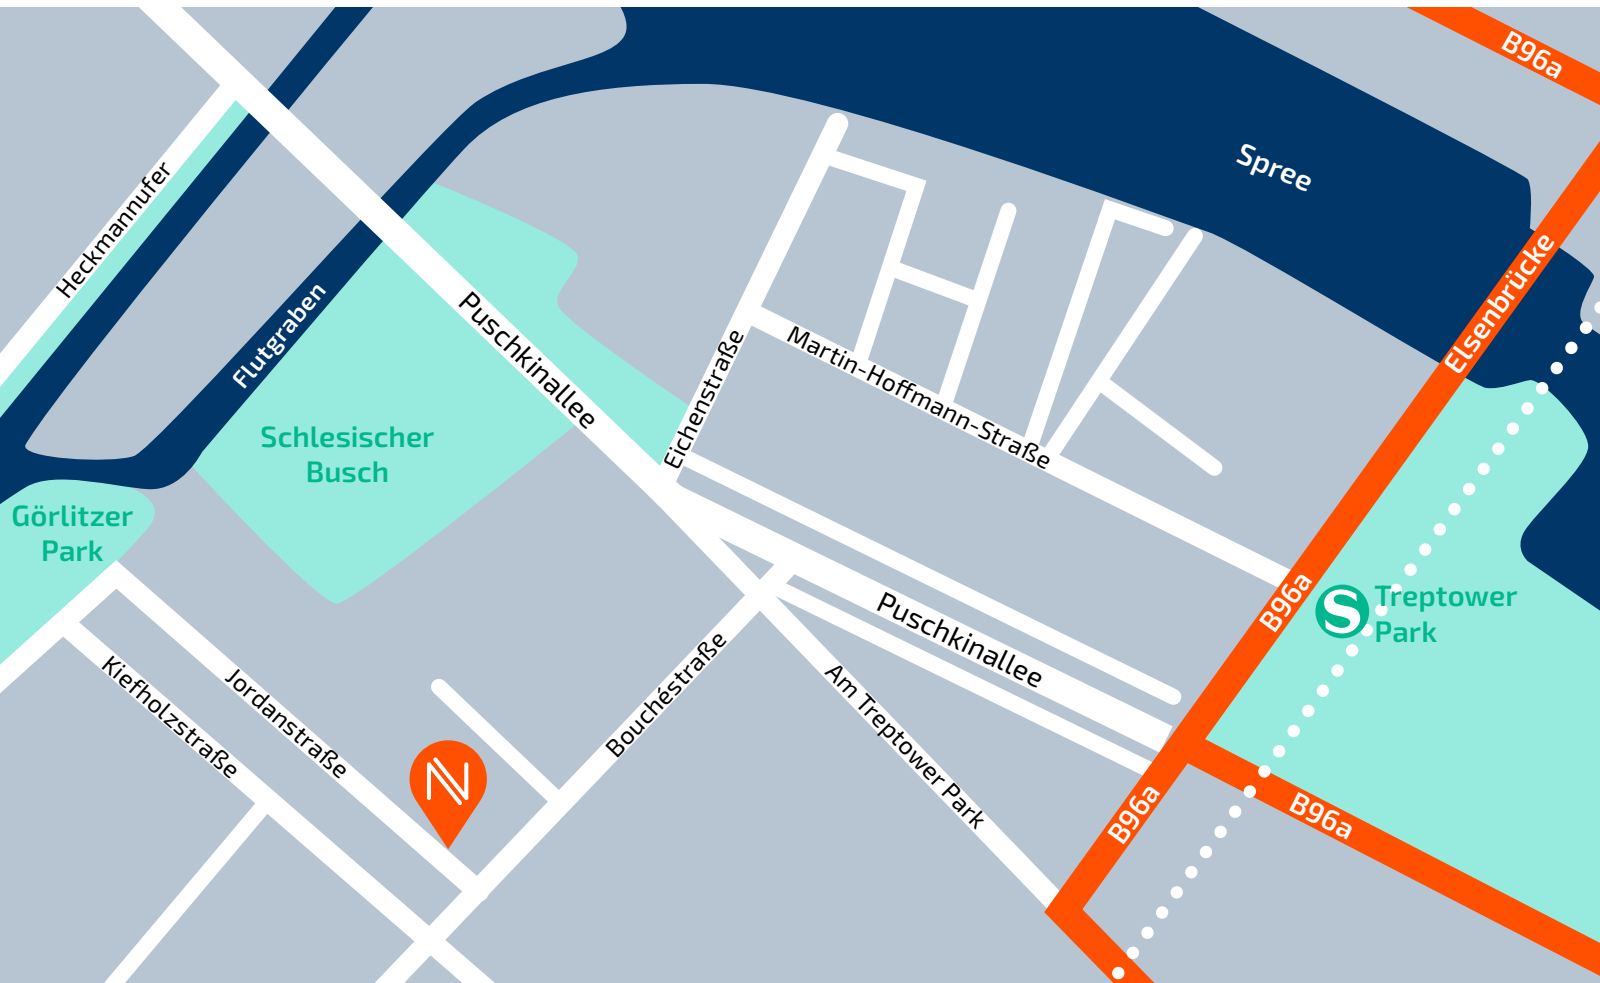 B96a
Spree
Heckmannufer
Elsenbrücke
Flutgraben
Puschkinallee
Eichenstraße
Martin-Hoffmann-Straße
Schlesischer
Busch
Görlitzer
Park
B96a
S
Treptower
Park
Puschkinallee
Kiefholzstraße
Jordanstraße
Bouchéstraße
Am Treptower Park
N
B96a
B96a